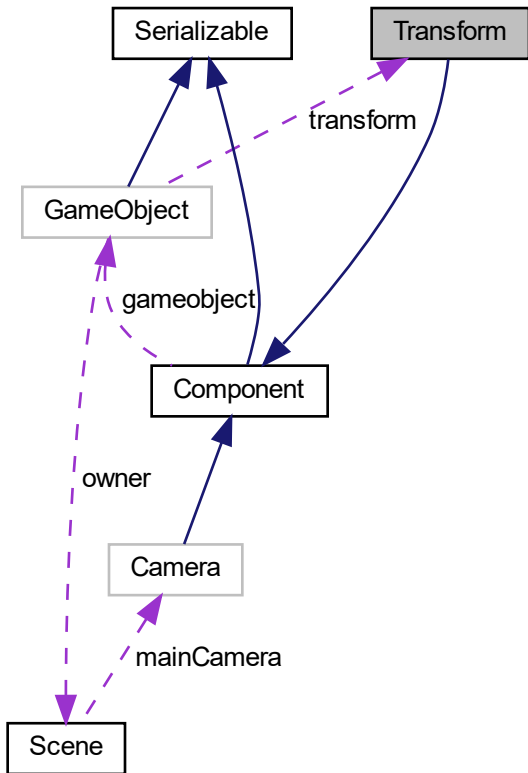 Serializable
Transform
transform
GameObject
gameobject
Component
owner
Camera
mainCamera
Scene